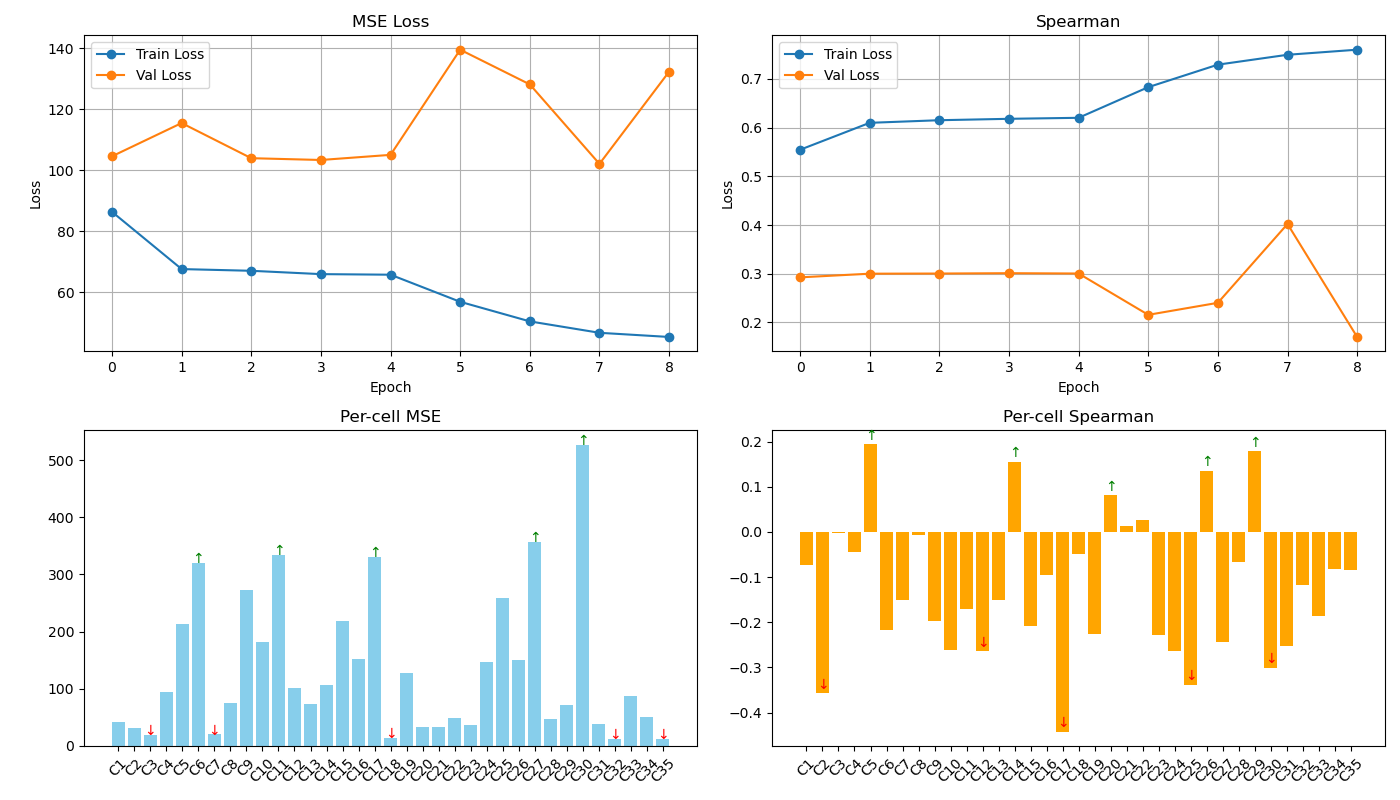 MSE Loss
Train Loss
Val Loss
140
120
100
80
60
Loss
0 1 2 3 4 5 6 7 8
Epoch
Spearman
Train Loss
Val Loss
0.7
0.6
0.5
0.4
0.3
0.2
Loss
0 1 2 3 4 5 6 7 8
Epoch
Per-cell MSE
500
400
300
200
100
0
↑ ↑ ↑ ↑ ↑
↓ ↓ ↓ ↓ ↓
C1 C2 C3 C4 C5 C6 C7 C8 C9 C10 C11 C12 C13 C14 C15 C16 C17 C18 C19 C20 C21 C22 C23 C24 C25 C26 C27 C28 C29 C30 C31 C32 C33 C34 C35
Per-cell Spearman
0.2
0.1
0.0
−0.1
−0.2
−0.3
−0.4
↑ ↑ ↑ ↑ ↑
↓ ↓ ↓ ↓ ↓
C1 C2 C3 C4 C5 C6 C7 C8 C9 C10 C11 C12 C13 C14 C15 C16 C17 C18 C19 C20 C21 C22 C23 C24 C25 C26 C27 C28 C29 C30 C31 C32 C33 C34 C35